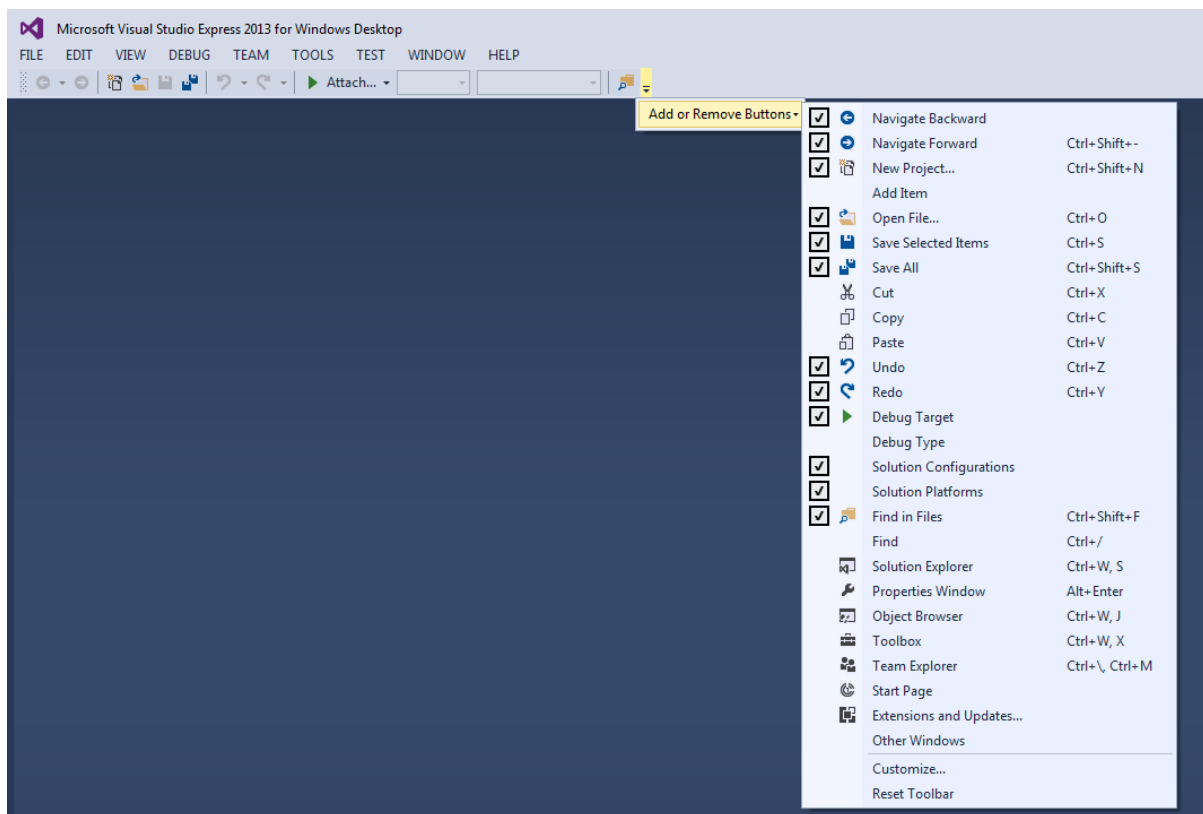 Microsoft Visual Studio Express 2013 for Windows Desktop
FILE EDIT VIEW DEBUG TEAM TOOLS TEST WINDOW HELP
Attach...
Add or Remove Buttons
Navigate Backward
Navigate Forward Ctrl+Shift+-
New Project... Ctrl+Shift+N
Add Item
Open File... Ctrl+O
Save Selected Items Ctrl+S
Save All Ctrl+Shift+S
Cut Ctrl+X
Copy Ctrl+C
Paste Ctrl+V
Undo Ctrl+Z
Redo Ctrl+Y
Debug Target
Debug Type
Solution Configurations
Solution Platforms
Find in Files Ctrl+Shift+F
Find Ctrl+/
Solution Explorer Ctrl+W, S
Properties Window Alt+Enter
Object Browser Ctrl+W, J
Toolbox Ctrl+W, X
Team Explorer Ctrl+\, Ctrl+M
Start Page
Extensions and Updates...
Other Windows
Customize...
Reset Toolbar